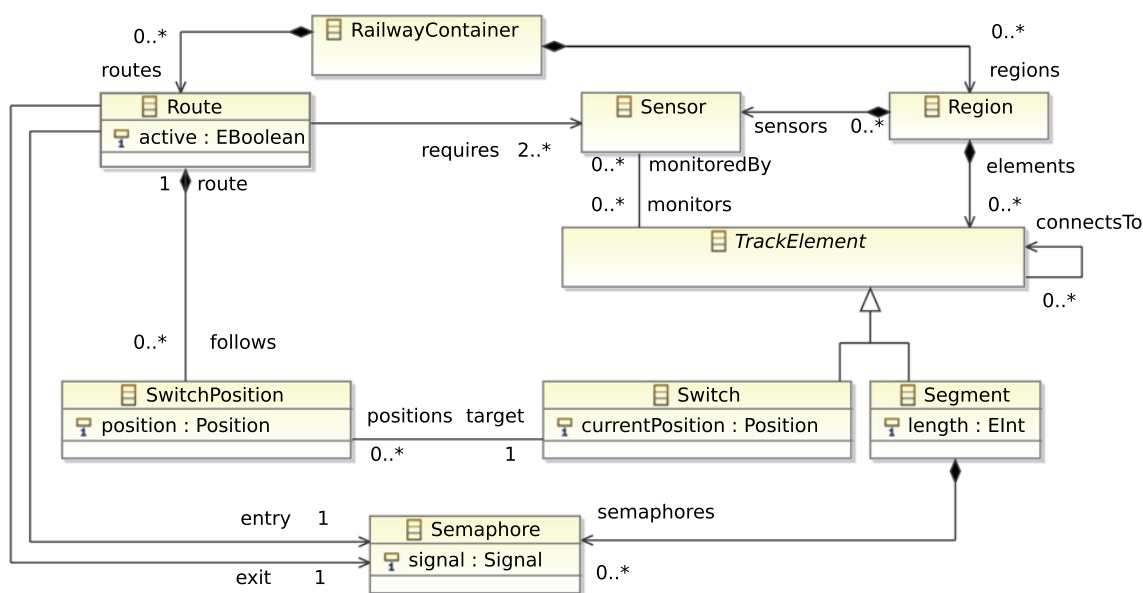 RailwayContainer
0..*
0..*
routes
regions
Route
Sensor
Region
active : EBoolean
sensors 0..*
requires 2..*
0..* monitoredBy
elements
1 route
0..* monitors
0..*
connectsTo
TrackElement
0..*
0..* follows
SwitchPosition
Switch
Segment
position : Position
positions target
currentPosition : Position
length : EInt
0..* 1
entry 1
semaphores
Semaphore
signal : Signal
exit 1
0..*